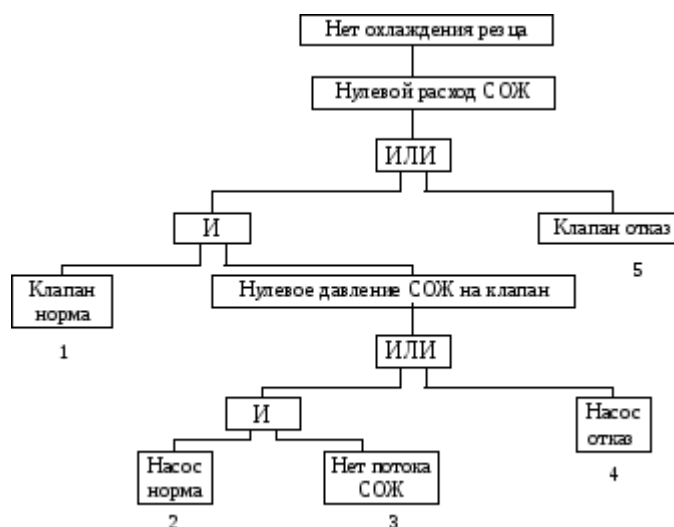 Нет охлаждения резца
Нулевой расход СОЖ
ИЛИ
И
Клапан отказ
5
Клапан
норма
1
Нулевое давление СОЖ на клапан
ИЛИ
И
Насос
отказ
4
Насос
норма
2
Нет потока
СОЖ
3